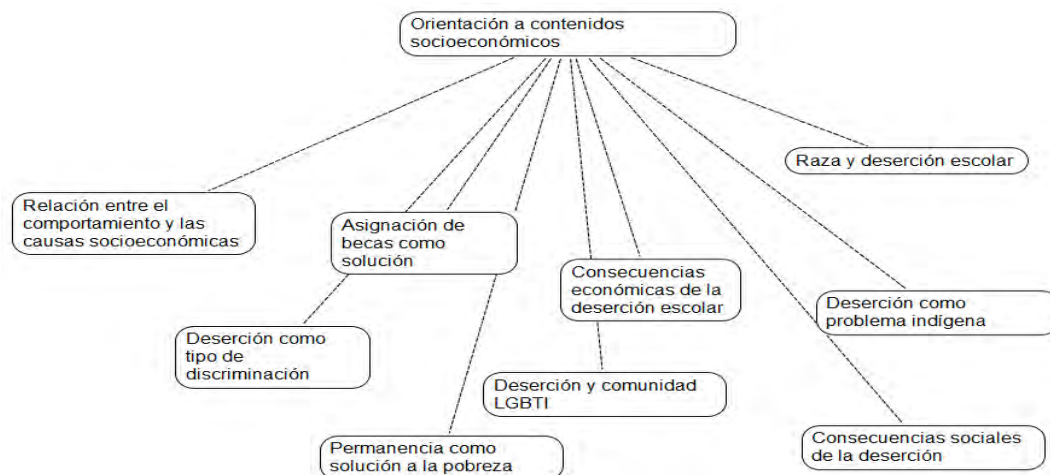 Orientación a contenidos
socioeconómicos
Raza y deserción escolar
Relación entre el
comportamiento y las
causas socioeconómicas
Asignación de
becas como
solución
Consecuencias
económicas de la
deserción escolar
Deserción como
problema indígena
Deserción como
tipo de
discriminación
Deserción y comunidad
LGBTI
Permanencia como
solución a la pobreza
Consecuencias sociales
de la deserción